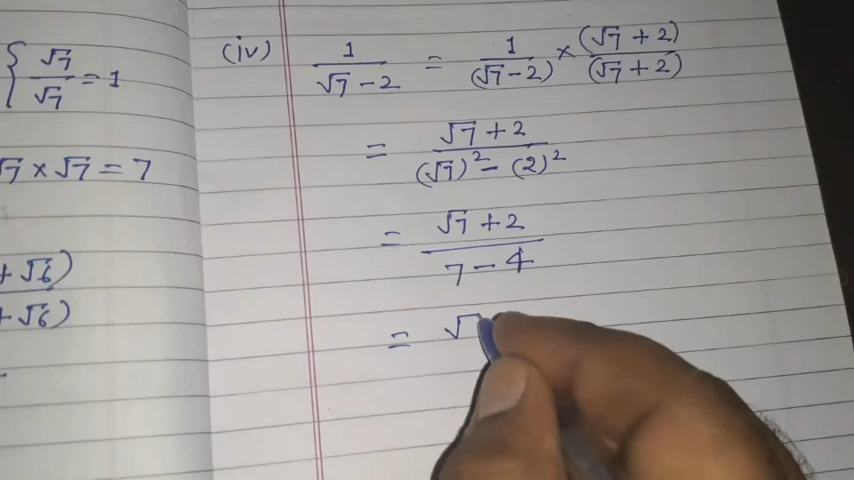 { √7/√7 = 1
√7 × √7 = 7
+ √6)
+ √6)
(iv) 1/(√7 - 2) = 1/(√7 - 2) × (√7 + 2)/(√7 + 2)
= (√7 + 2)/((√7)² - (2)²)
= (√7 + 2)/(7 - 4)
= √